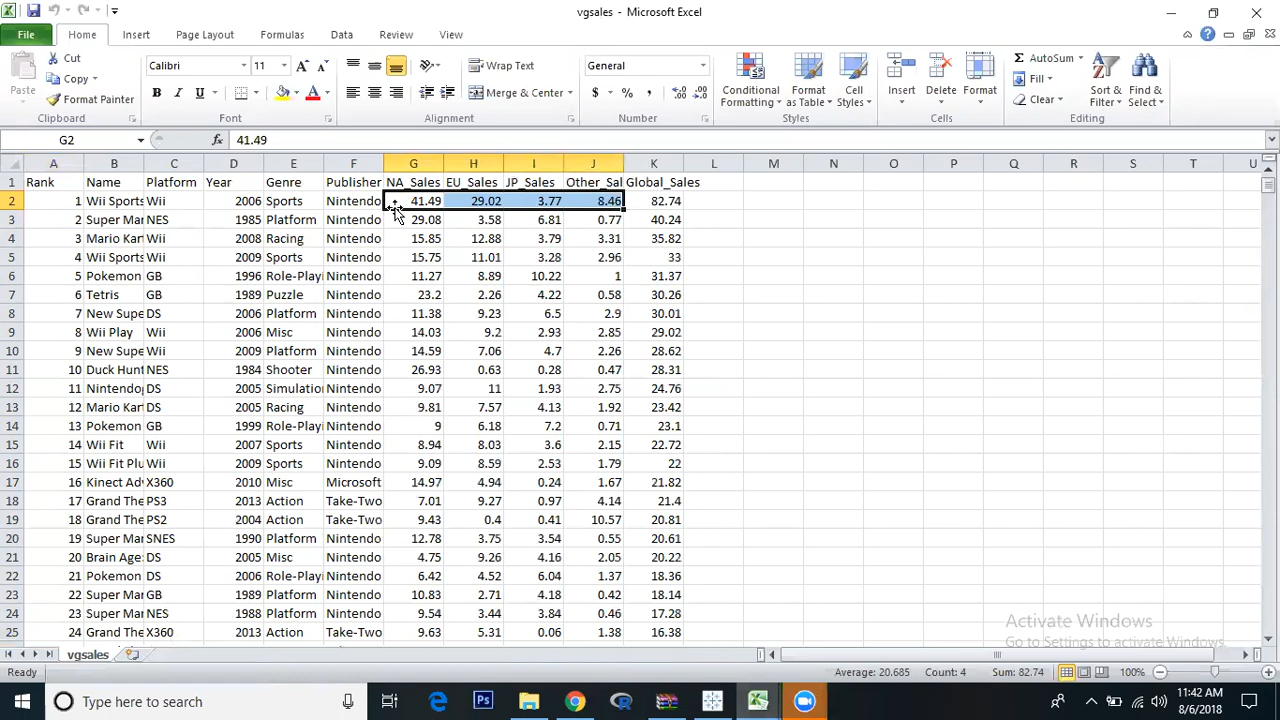 vgsales - Microsoft Excel
File Home Insert Page Layout Formulas Data Review View
Cut
Copy
Format Painter
Paste
Calibri 11
B I U
Wrap Text
Merge & Center
General
$ % ,
Conditional Formatting
Format as Table
Cell Styles
Insert Delete Format
AutoSum
Fill
Clear
Sort & Filter
Find & Select
Clipboard Font Alignment Number Styles Cells Editing
G2 fx 41.49
A B C D E F G H I J K L M N O P Q R S T U
1 Rank Name Platform Year Genre Publisher NA_Sales EU_Sales JP_Sales Other_Sal Global_Sales
2 1 Wii Sports Wii 2006 Sports Nintendo 41.49 29.02 3.77 8.46 82.74
3 2 Super Mar NES 1985 Platform Nintendo 29.08 3.58 6.81 0.77 40.24
4 3 Mario Kart Wii 2008 Racing Nintendo 15.85 12.88 3.79 3.31 35.82
5 4 Wii Sports Wii 2009 Sports Nintendo 15.75 11.01 3.28 2.96 33
6 5 Pokemon GB 1996 Role-Playi Nintendo 11.27 8.89 10.22 1 31.37
7 6 Tetris GB 1989 Puzzle Nintendo 23.2 2.26 4.22 0.58 30.26
8 7 New Supe DS 2006 Platform Nintendo 11.38 9.23 6.5 2.9 30.01
9 8 Wii Play Wii 2006 Misc Nintendo 14.03 9.2 2.93 2.85 29.02
10 9 New Supe Wii 2009 Platform Nintendo 14.59 7.06 4.7 2.26 28.62
11 10 Duck Hunt NES 1984 Shooter Nintendo 26.93 0.63 0.28 0.47 28.31
12 11 Nintendog DS 2005 Simulation Nintendo 9.07 11 1.93 2.75 24.76
13 12 Mario Kart DS 2005 Racing Nintendo 9.81 7.57 4.13 1.92 23.42
14 13 Pokemon GB 1999 Role-Playi Nintendo 9 6.18 7.2 0.71 23.1
15 14 Wii Fit Wii 2007 Sports Nintendo 8.94 8.03 3.6 2.15 22.72
16 15 Wii Fit Plu Wii 2009 Sports Nintendo 9.09 8.59 2.53 1.79 22
17 16 Kinect Adv X360 2010 Misc Microsoft 14.97 4.94 0.24 1.67 21.82
18 17 Grand The PS3 2013 Action Take-Two 7.01 9.27 0.97 4.14 21.4
19 18 Grand The PS2 2004 Action Take-Two 9.43 0.4 0.41 10.57 20.81
20 19 Super Mar SNES 1990 Platform Nintendo 12.78 3.75 3.54 0.55 20.61
21 20 Brain Age: DS 2005 Misc Nintendo 4.75 9.26 4.16 2.05 20.22
22 21 Pokemon DS 2006 Role-Playi Nintendo 6.42 4.52 6.04 1.37 18.36
23 22 Super Mar GB 1989 Platform Nintendo 10.83 2.71 4.18 0.42 18.14
24 23 Super Mar NES 1988 Platform Nintendo 9.54 3.44 3.84 0.46 17.28
25 24 Grand The X360 2013 Action Take-Two 9.63 5.31 0.06 1.38 16.38
Activate Windows
Go to Settings to activate Windows.
vgsales
Ready Average: 20.685 Count: 4 Sum: 82.74 100%
Type here to search
11:42 AM
8/6/2018